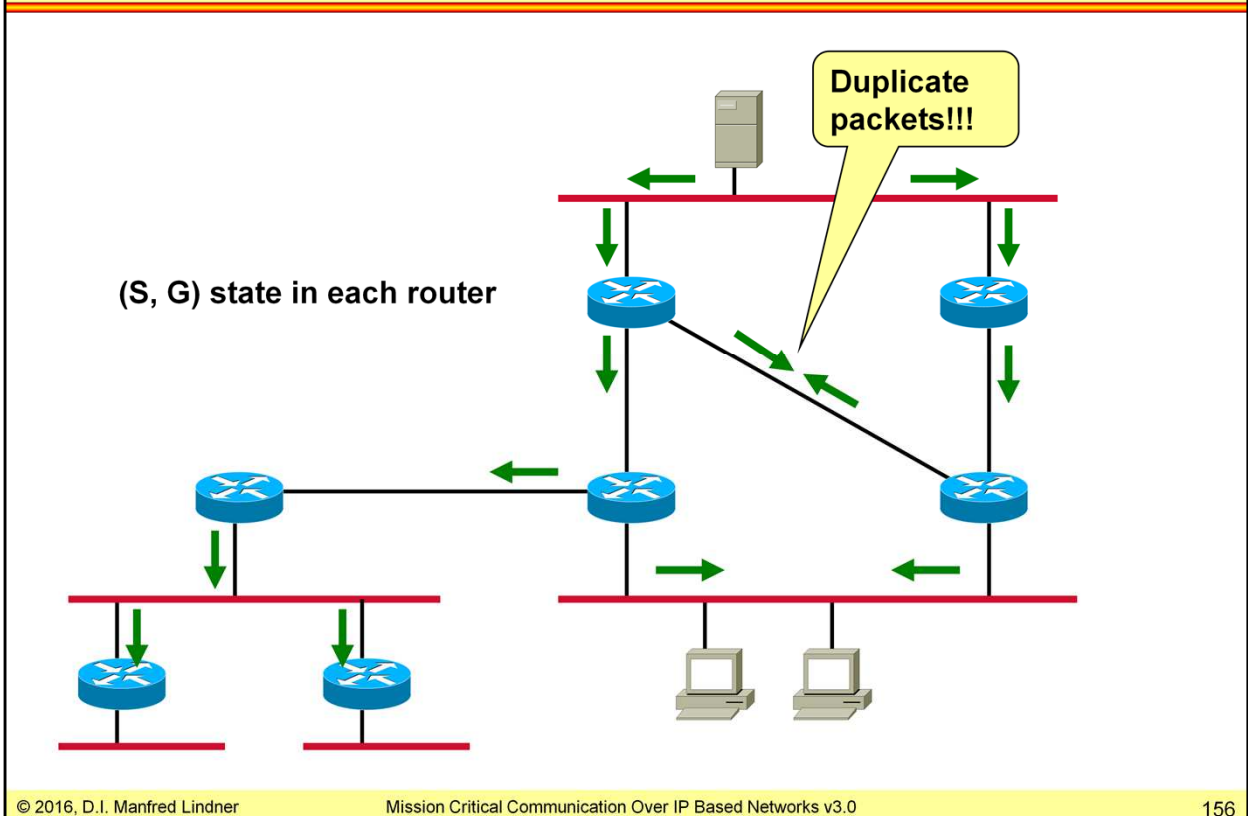 Duplicate
packets!!!
(S, G) state in each router
© 2016, D.I. Manfred Lindner Mission Critical Communication Over IP Based Networks v3.0 156